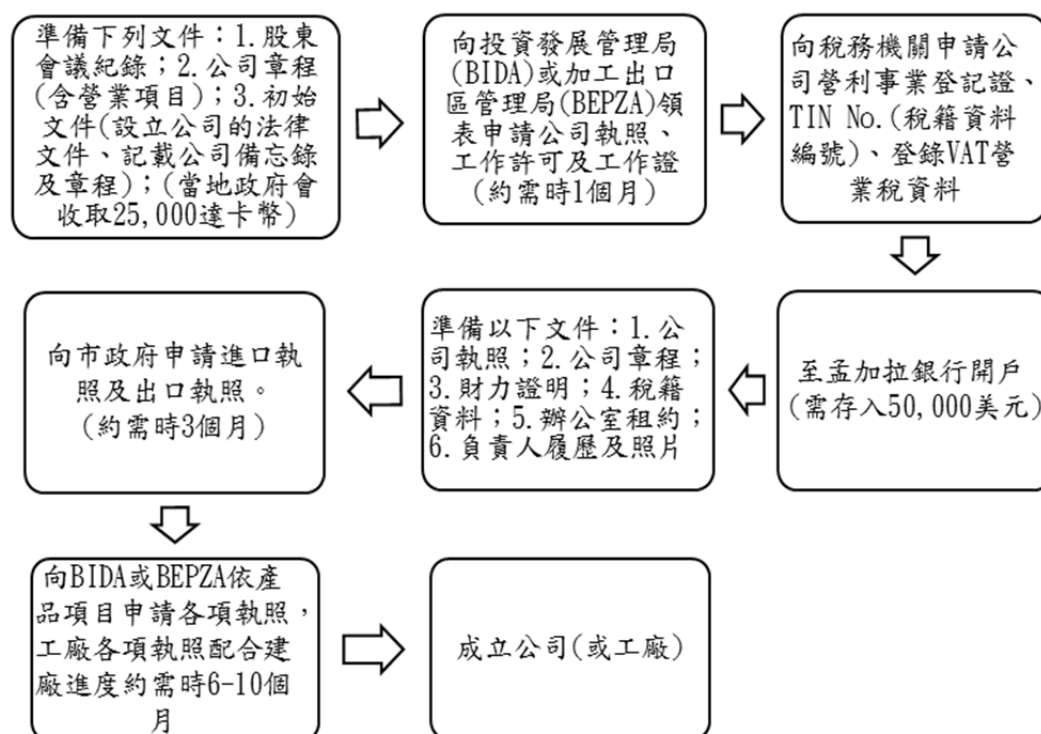 準備下列文件：1.股東
會議紀錄；2.公司章程
(含營業項目)；3.初始
文件(設立公司的法律
文件、記載公司備忘錄
及章程)；(當地政府會
收取25,000達卡幣)
向投資發展管理局
(BIDA)或加工出口
區管理局(BEPZA)領
表申請公司執照、
工作許可及工作證
(約需時1個月)
向稅務機關申請公
司營利事業登記證、
TIN No.(稅籍資料
編號)、登錄VAT營
業稅資料
至孟加拉銀行開戶
(需存入50,000美元)
準備以下文件：1.公
司執照；2.公司章程；
3.財力證明；4.稅籍
資料；5.辦公室租約；
6.負責人履歷及照片
向市政府申請進口執
照及出口執照。
(約需時3個月)
向BIDA或BEPZA依產
品項目申請各項執照，
工廠各項執照配合建
廠進度約需時6-10個
月
成立公司(或工廠)